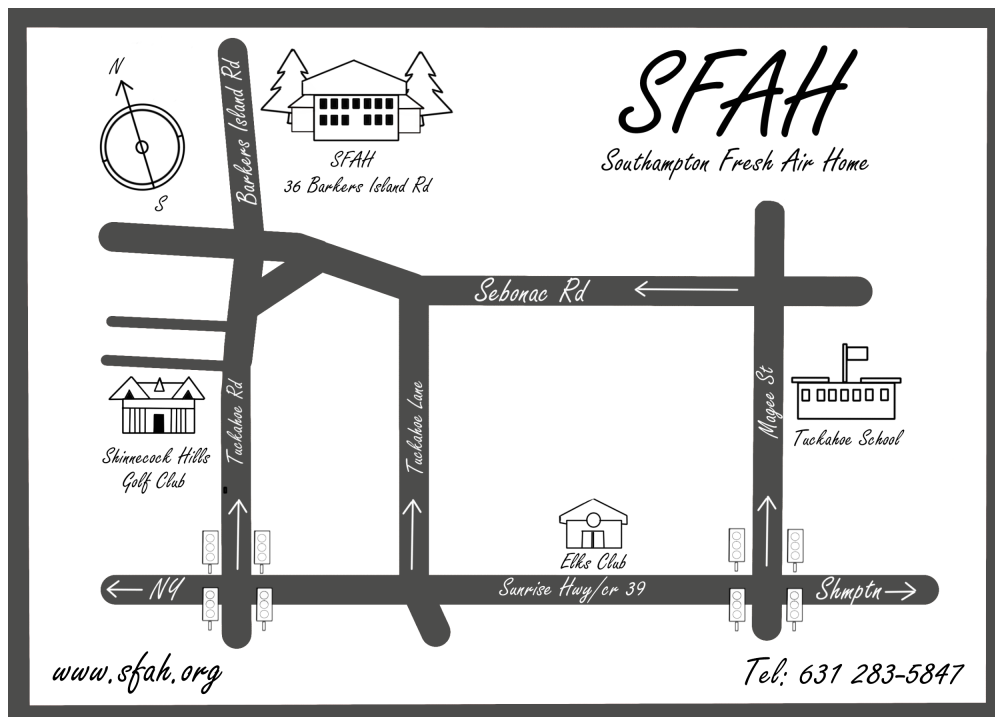 N
S
Barkers Island Rd
SFAH
36 Barkers Island Rd
SFAH
Southampton Fresh Air Home
Sebonac Rd
Tuckahoe Rd
Tuckahoe Lane
Magee St
Shinnecock Hills
Golf Club
Tuckahoe School
Elks Club
NY
Sunrise Hwy/cr 39
Shmptn
www.sfah.org
Tel: 631 283-5847